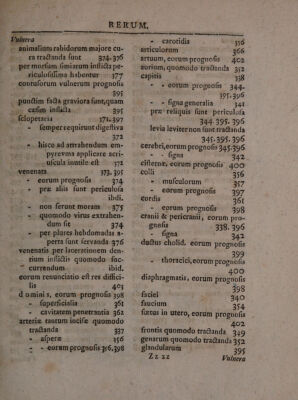 RERUM.
Vulnera
animalium rabidorum majore cu-
ra tractanda sunt 374.376
per morsum simiarum inflicta pe-
riculosissima habentur 377
contusorum vulnerum prognosis
395
punctim facta graviora sunt, quam
cæsim inflicta 395
sclopetaria 371.397
- semper requirunt digestiva
372
- hisce ad attrahendum em-
pyreuma applicare acri-
uscula inutile est 372
venenata 373.395
- eorum prognosis 374
- præ aliis sunt periculosa
ibid.
- non ferunt moram 375
- quomodo virus extrahen-
dum sit 374
- per plures hebdomadas a-
perta sunt servanda 376
venenatis per lacerationem den-
tium inflictis quomodo suc-
currendum ibid.
eorum renunciatio est res diffici-
lis 403
dominis, eorum prognosis 398
- superficialis 361
- cavitatem penetrantia 362
arteriæ tantum incisæ quomodo
tractanda 337
- asperæ 356
- - eorum prognosis 356.398
- carotidis 356
articulorum 366
artuum, eorum prognosis 402
artuum, quomodo tractanda 352
capitis 338
- - eorum prognosis 344.
395.396
- - signa generalia 341
præ reliquis sunt periculosa
344.395.396
levia leviter non sunt tractanda
345.395.396
cerebri, eorum prognosis 345.396
- - signa 342
cisternæ, eorum prognosis 400
colli 356
- musculorum 357
eorum prognosis 397
cordis 361
- eorum prognosis 398
cranii & pericranii, eorum pro-
gnosis 338.396
- signa 342
ductus cholid. eorum prognosis
399
- thoracici, eorum prognosis
400
diaphragmatis, eorum prognosis
398
faciei 340
faucium 354
fœtus in utero, eorum prognosis
402
frontis quomodo tractanda 349
genarum quomodo tractanda 352
glandularum 395
Zz zz Vulnera